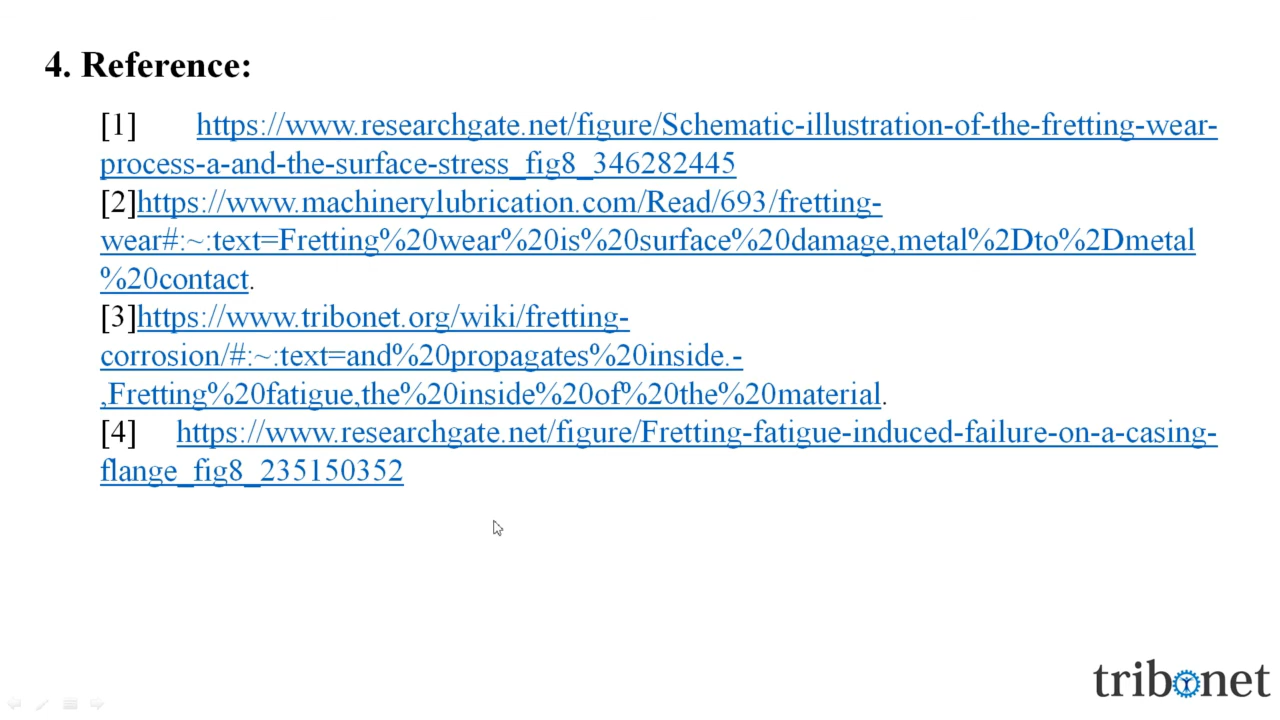 4. Reference:
[1] https://www.researchgate.net/figure/Schematic-illustration-of-the-fretting-wear-
process-a-and-the-surface-stress_fig8_346282445
[2]https://www.machinerylubrication.com/Read/693/fretting-
wear#:~:text=Fretting%20wear%20is%20surface%20damage,metal%2Dto%2Dmetal
%20contact.
[3]https://www.tribonet.org/wiki/fretting-
corrosion/#:~:text=and%20propagates%20inside.-
,Fretting%20fatigue,the%20inside%20of%20the%20material.
[4] https://www.researchgate.net/figure/Fretting-fatigue-induced-failure-on-a-casing-
flange_fig8_235150352
tribonet